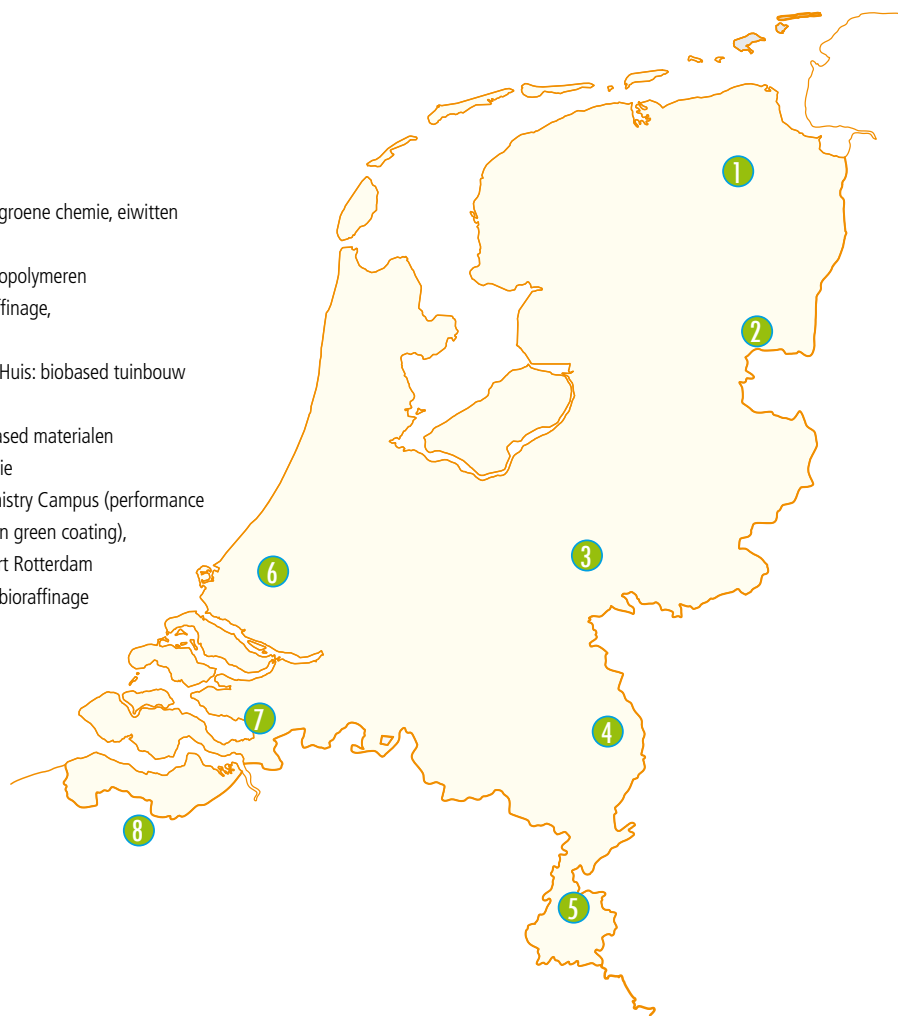 groene chemie, eiwitten
opolymeren
ffinage,
Huis: biobased tuinbouw
ased materialen
ie
nistry Campus (performance
n green coating),
rt Rotterdam
bioraffinage
1
2
3
6
4
7
8
5